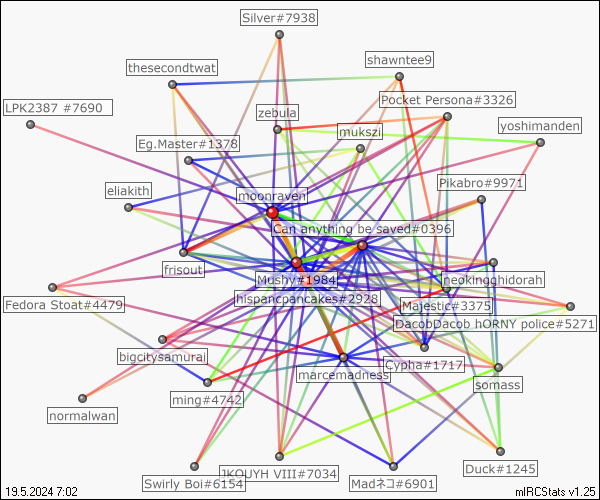 Silver#7938
shawntee9
thesecondtwat
LPK2387 #7690
Pocket Persona#3326
zebula
yoshimanden
mukszi
Eg.Master#1378
Pikabro#9971
eliakith
moonraven
Can anything be saved#0396
frisout
Mushy#1984
neokingghidorah
hispancpancakes#2928
Fedora Stoat#4479
Majestic#3375
DacobDacob hORNY police#5271
bigcitysamurai
Cypha#1717
marcemadness
somass
ming#4742
normalwan
Duck#1245
JKOUYH VIII#7034
Swirly Boi#6154
Madネコ#6901
19.5.2024 7:02
mIRCStats v1.25